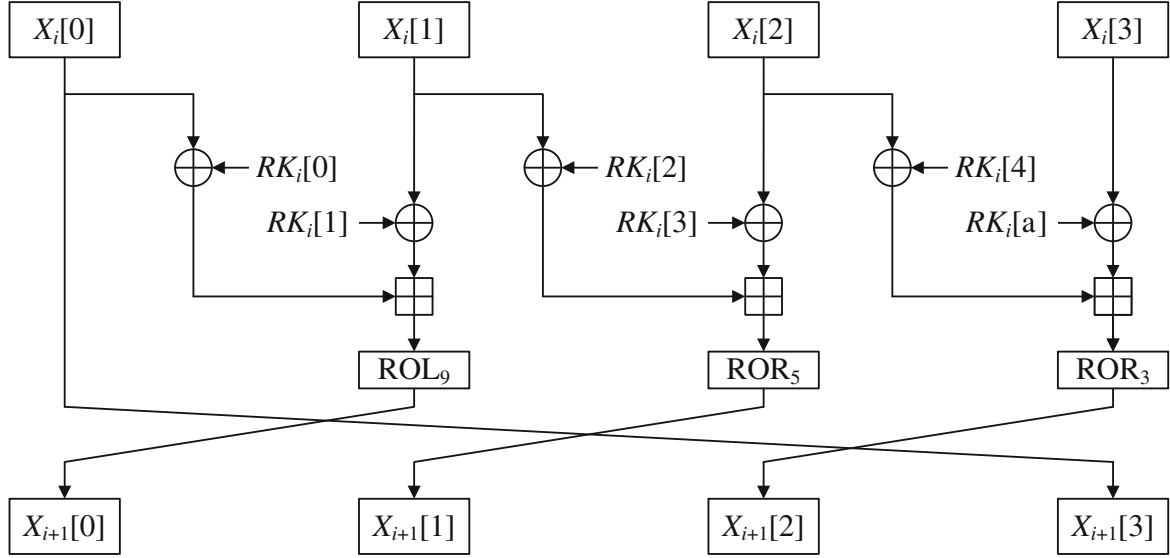 Xᵢ[0] Xᵢ[1] Xᵢ[2] Xᵢ[3]
RKᵢ[0] RKᵢ[2] RKᵢ[4]
RKᵢ[1] RKᵢ[3] RKᵢ[a]
ROL₉ ROR₅ ROR₃
Xᵢ₊₁[0] Xᵢ₊₁[1] Xᵢ₊₁[2] Xᵢ₊₁[3]